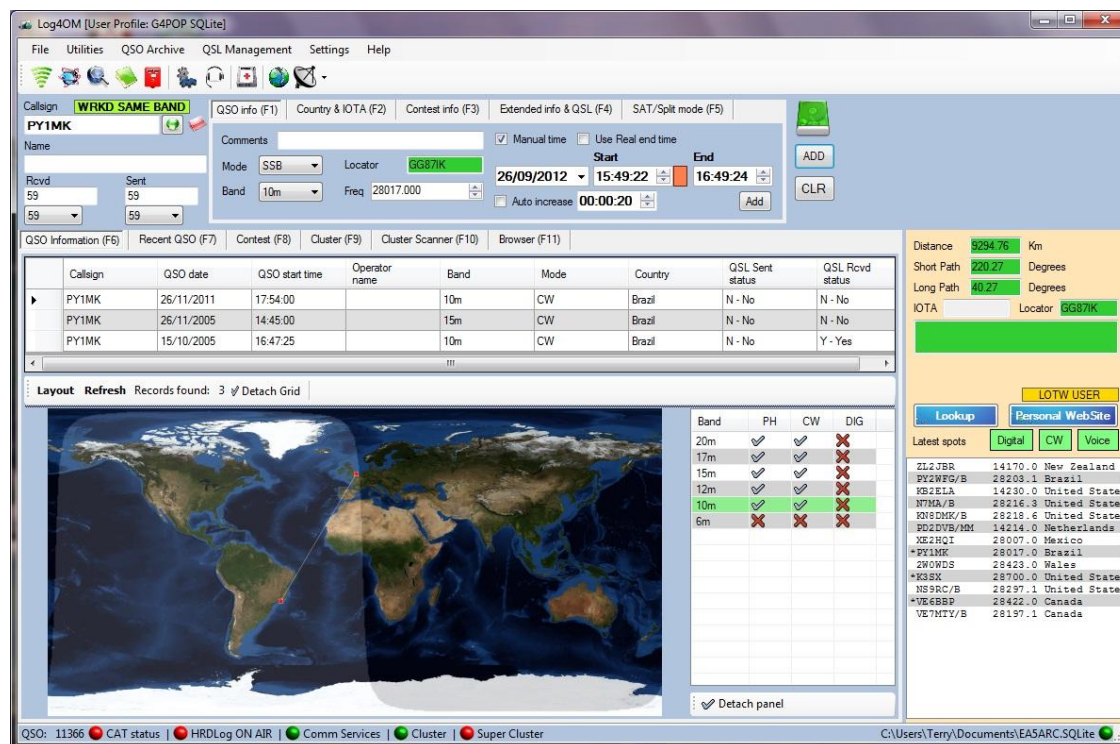 Log4OM [User Profile: G4POP SQLite]
File Utilities QSO Archive QSL Management Settings Help
Callsign WRKD SAME BAND
PY1MK
Name
Rcvd Sent
59 59
59 59
QSO info (F1) Country & IOTA (F2) Contest info (F3) Extended info & QSL (F4) SAT/Split mode (F5)
Comments
Mode SSB Locator GG87IK
Band 10m Freq 28017.000
Manual time Use Real end time
Start End
26/09/2012 15:49:22 16:49:24
Auto increase 00:00:20 Add
ADD
CLR
QSO Information (F6) Recent QSO (F7) Contest (F8) Cluster (F9) Cluster Scanner (F10) Browser (F11)
Callsign QSO date QSO start time Operator name Band Mode Country QSL Sent status QSL Rcvd status
PY1MK 26/11/2011 17:54:00 10m CW Brazil N - No N - No
PY1MK 26/11/2005 14:45:00 15m CW Brazil N - No N - No
PY1MK 15/10/2005 16:47:25 10m CW Brazil N - No Y - Yes
Layout Refresh Records found: 3 Detach Grid
Band PH CW DIG
20m
17m
15m
12m
10m
6m
Detach panel
Distance 9294.76 Km
Short Path 220.27 Degrees
Long Path 40.27 Degrees
IOTA Locator GG87IK
LOTW USER
Lookup Personal WebSite
Latest spots Digital CW Voice
ZL2JBR 14170.0 New Zealand
PY2WFG/B 28203.1 Brazil
KB2ELA 14230.0 United State
N7MA/B 28216.3 United State
KN8DMK/B 28218.6 United State
PD2DVB/MM 14214.0 Netherlands
XE2HQI 28007.0 Mexico
*PY1MK 28017.0 Brazil
2W0WDS 28423.0 Wales
*K3SX 28700.0 United State
NS9RC/B 28297.1 United State
*VE6BBP 28422.0 Canada
VE7MTY/B 28197.1 Canada
QSO: 11366 CAT status | HRDLog ON AIR | Comm Services | Cluster | Super Cluster C:\Users\Terry\Documents\EA5ARC.SQLite